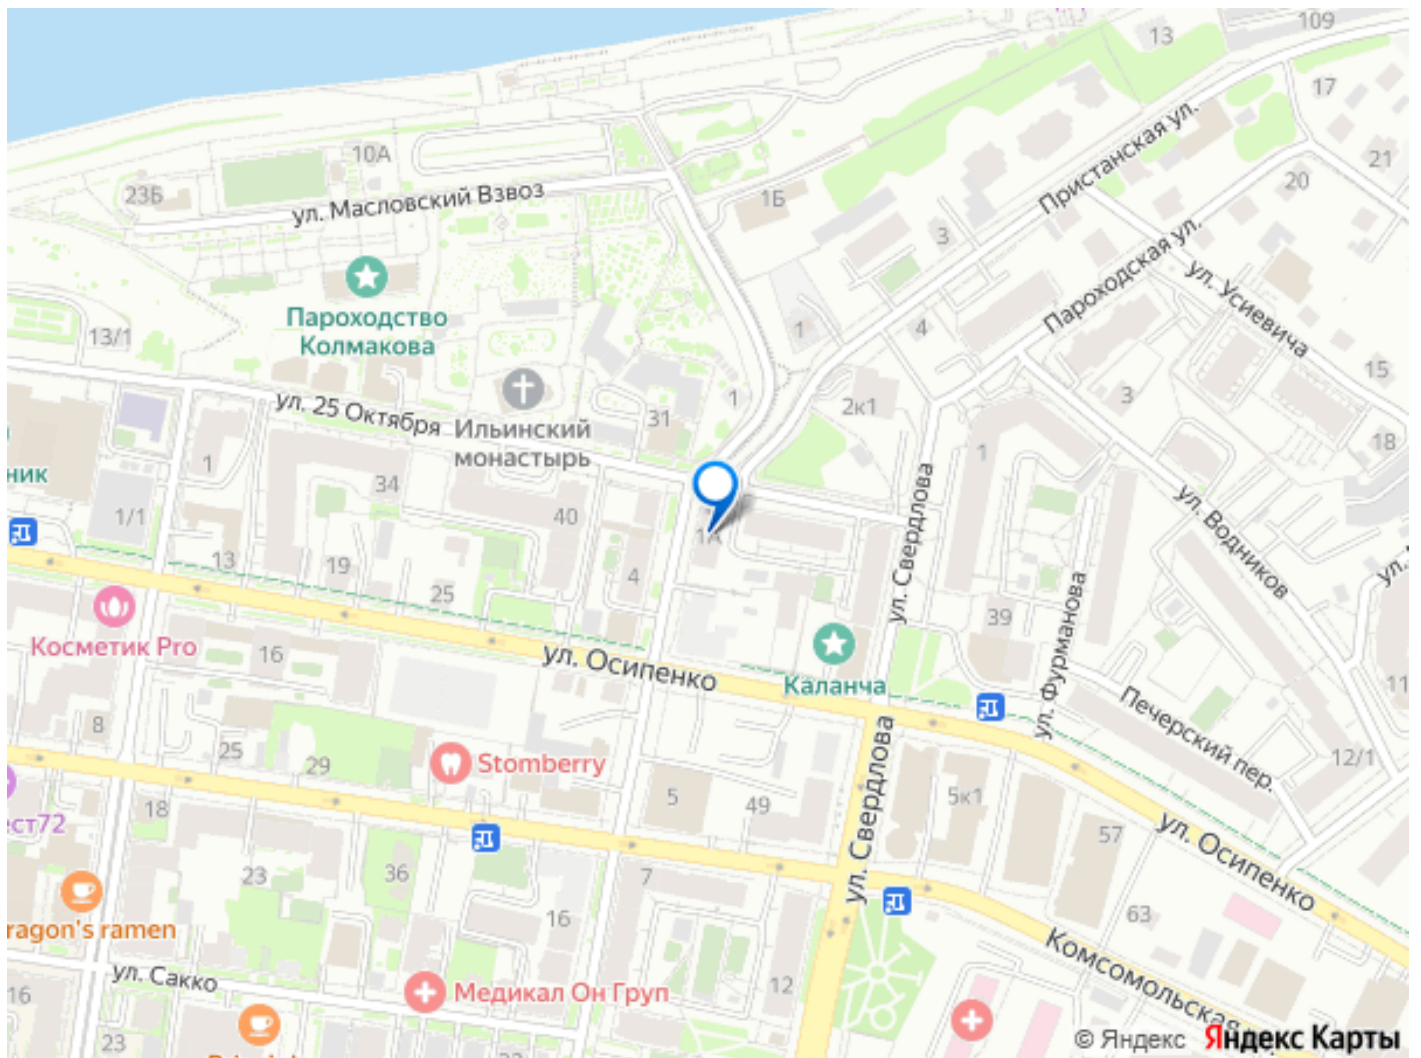 109
13
17
10А
21
23Б
ул. Масловский Взвоз
1Б
Пристанская ул.
20
3
Пароходство
Колмакова
1
4
Пароходская ул.
ул. Усиевича
13/1
15
1
2к1
3
ул. 25 Октября
Ильинский
монастырь
31
18
1
1
34
ник
40
ул. Свердлова
ул. Водников
1/1
1А
13
19
4
25
39
ул. Фурманова
ул.
Косметик Pro
16
ул. Осипенко
Каланча
Печерский пер.
11
8
25
29
Stomberry
ул. Свердлова
12/1
5
49
5к1
18
ест72
57
ул. Осипенко
23
36
7
ragon's ramen
16
63
Комсомольская
ул. Сакко
Медикал Он Груп
12
16
23
© Яндекс Яндекс Карты